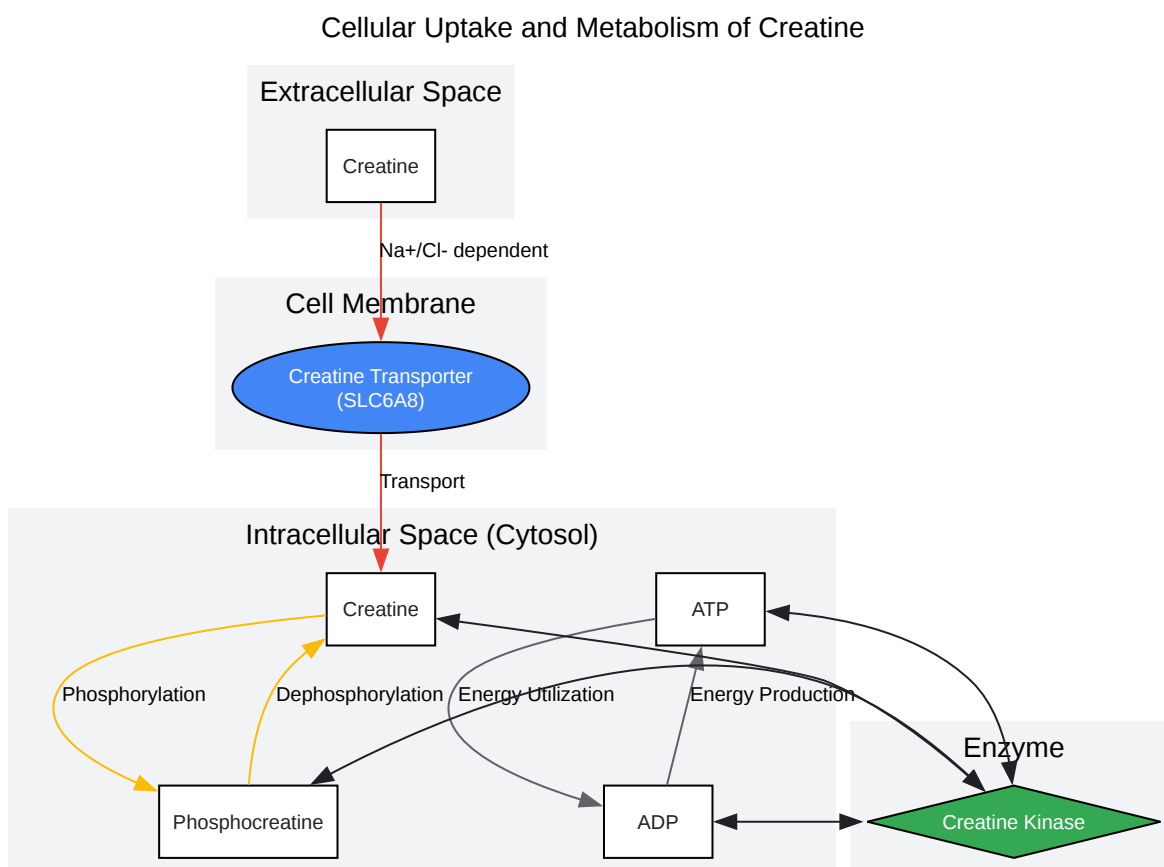 Cellular Uptake and Metabolism of Creatine
Extracellular Space
Creatine
Na+/Cl- dependent
Cell Membrane
Creatine Transporter
(SLC6A8)
Transport
Intracellular Space (Cytosol)
Creatine
ATP
Phosphorylation
Dephosphorylation
Energy Utilization
Energy Production
Enzyme
Phosphocreatine
ADP
Creatine Kinase